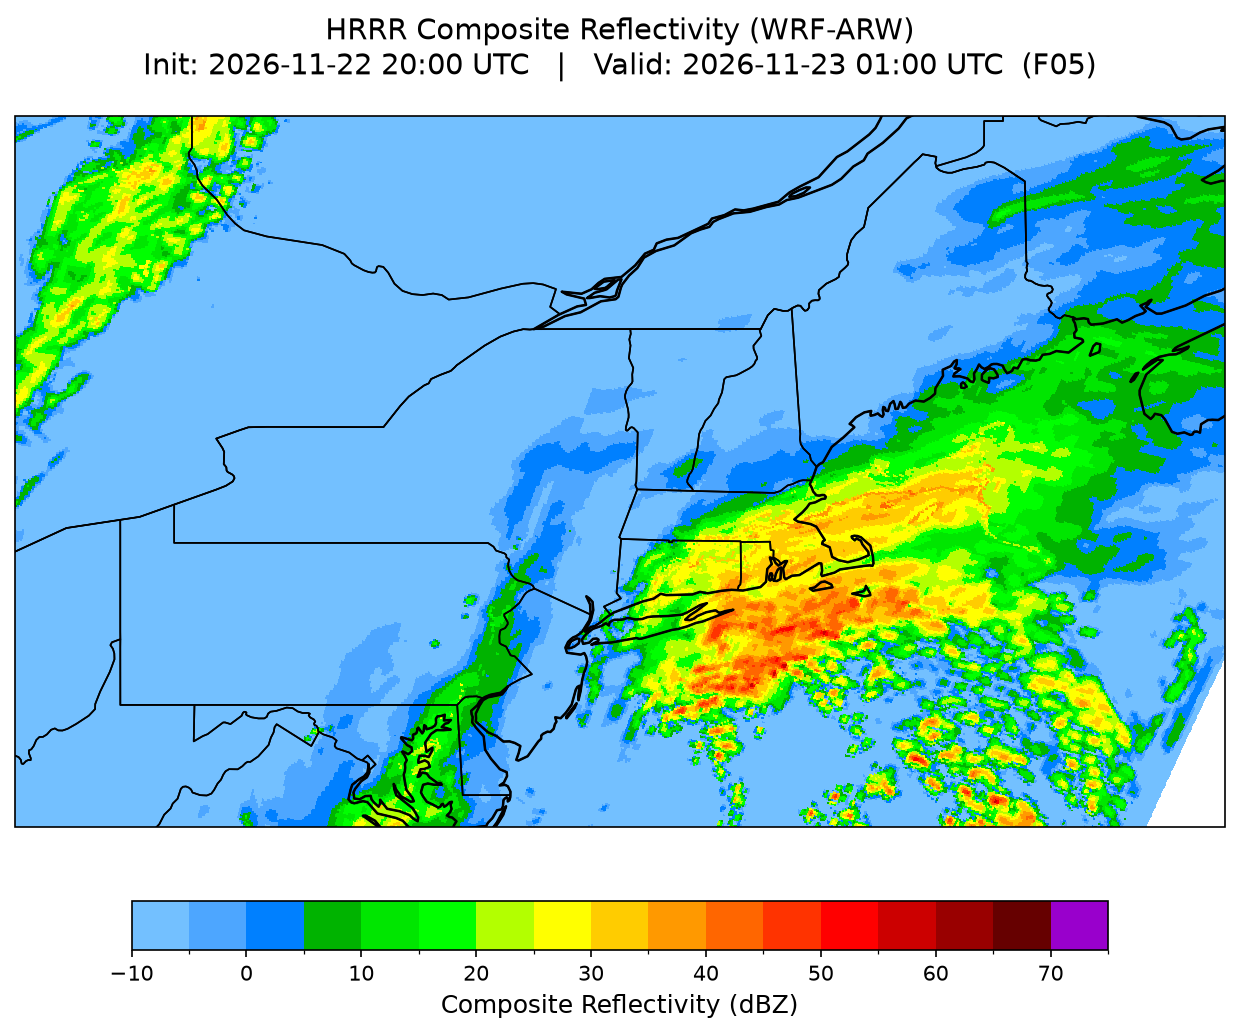 HRRR Composite Reflectivity (WRF-ARW)
Init: 2026-11-22 20:00 UTC   |   Valid: 2026-11-23 01:00 UTC  (F05)
−10 0 10 20 30 40 50 60 70
Composite Reflectivity (dBZ)